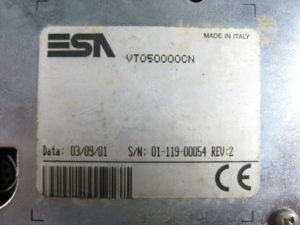 ESA
MADE IN ITALY
VT050000CN
Data: 03/09/01 S/N: 01-119-00054 REV:2
CE